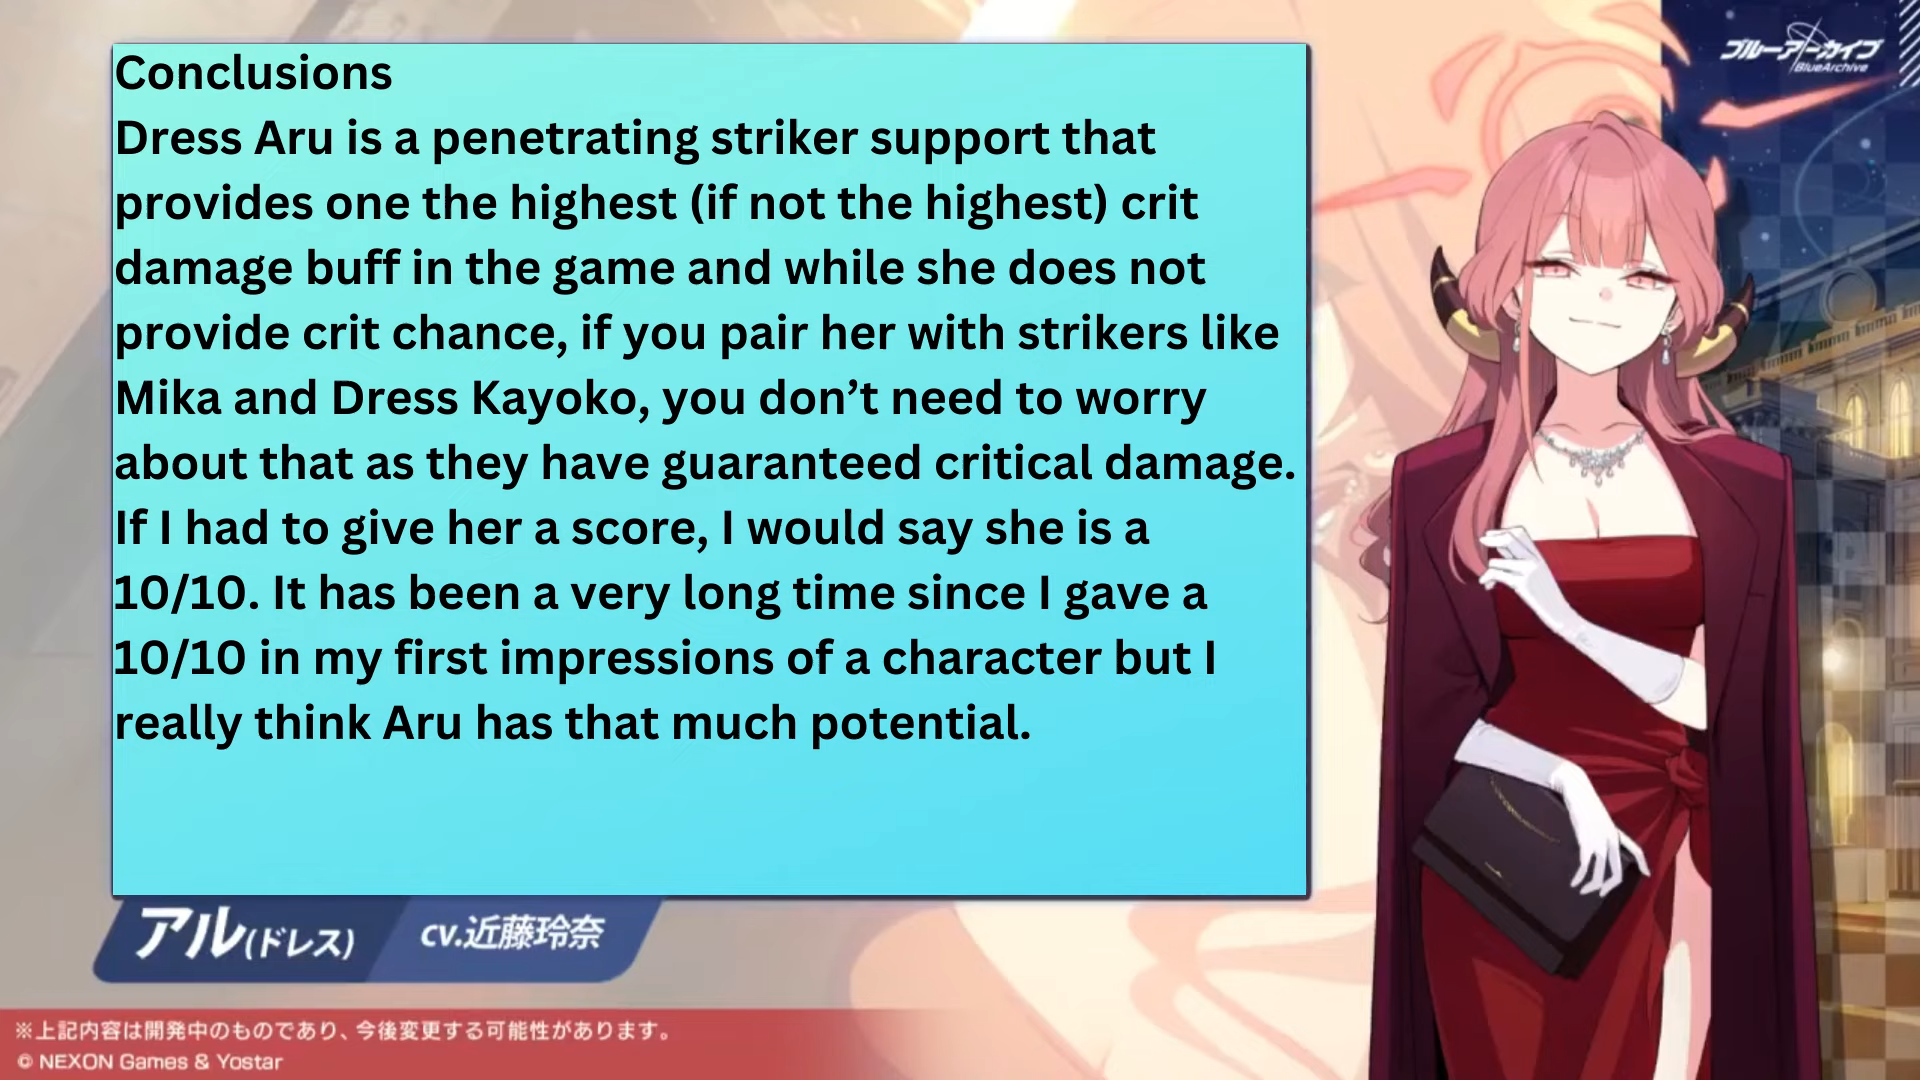 Conclusions
Dress Aru is a penetrating striker support that
provides one the highest (if not the highest) crit
damage buff in the game and while she does not
provide crit chance, if you pair her with strikers like
Mika and Dress Kayoko, you don’t need to worry
about that as they have guaranteed critical damage.
If I had to give her a score, I would say she is a
10/10. It has been a very long time since I gave a
10/10 in my first impressions of a character but I
really think Aru has that much potential.
ブルーアーカイブ
BlueArchive
アル(ドレス) cv.近藤玲奈
※上記内容は開発中のものであり、今後変更する可能性があります。
© NEXON Games & Yostar